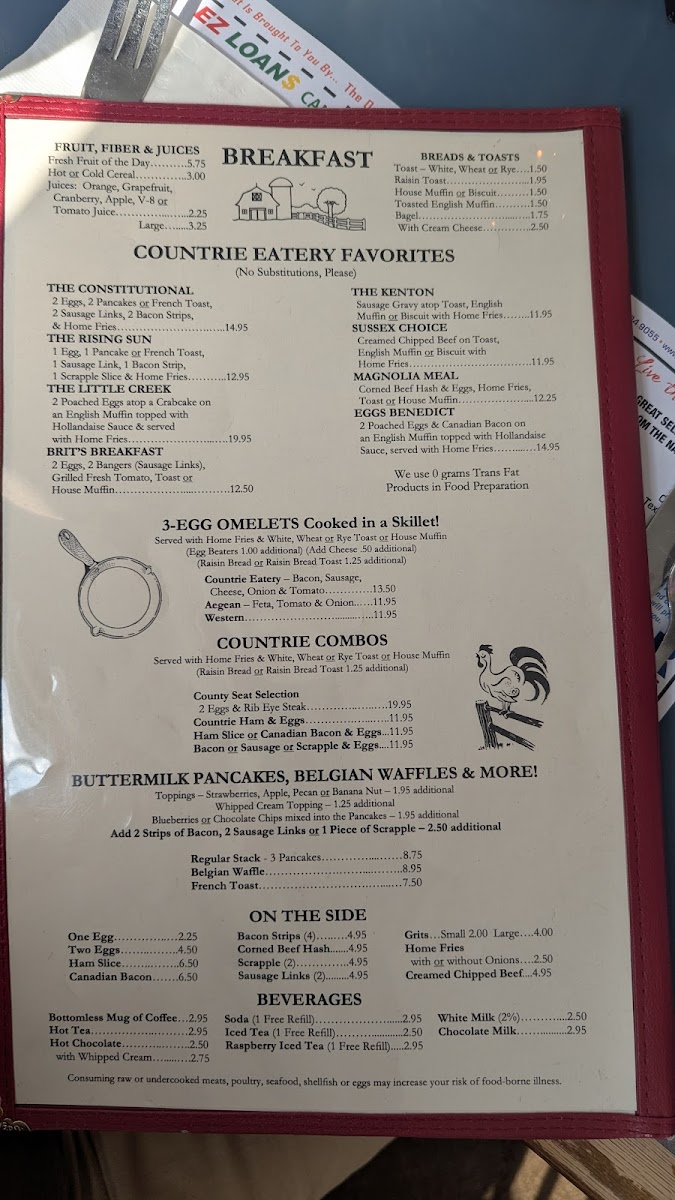 It Is Brought To You By... The
EZ LOAN$
FRUIT, FIBER & JUICES
Fresh Fruit of the Day..........5.75
Hot or Cold Cereal............3.00
Juices: Orange, Grapefruit,
Cranberry, Apple, V-8 or
Tomato Juice....................2.25
Large........3.25
BREAKFAST
BREADS & TOASTS
Toast – White, Wheat or Rye....1.50
Raisin Toast........................1.95
House Muffin or Biscuit.........1.50
Toasted English Muffin..........1.50
Bagel.................................1.75
With Cream Cheese.............2.50
COUNTRIE EATERY FAVORITES
(No Substitutions, Please)
THE CONSTITUTIONAL
2 Eggs, 2 Pancakes or French Toast,
2 Sausage Links, 2 Bacon Strips,
& Home Fries..........................14.95
THE RISING SUN
1 Egg, 1 Pancake or French Toast,
1 Sausage Link, 1 Bacon Strip,
1 Scrapple Slice & Home Fries...........12.95
THE LITTLE CREEK
2 Poached Eggs atop a Crabcake on
an English Muffin topped with
Hollandaise Sauce & served
with Home Fries........................19.95
BRIT'S BREAKFAST
2 Eggs, 2 Bangers (Sausage Links),
Grilled Fresh Tomato, Toast or
House Muffin............................12.50
THE KENTON
Sausage Gravy atop Toast, English
Muffin or Biscuit with Home Fries.......11.95
SUSSEX CHOICE
Creamed Chipped Beef on Toast,
English Muffin or Biscuit with
Home Fries.................................11.95
MAGNOLIA MEAL
Corned Beef Hash & Eggs, Home Fries,
Toast or House Muffin.....................12.25
EGGS BENEDICT
2 Poached Eggs & Canadian Bacon on
an English Muffin topped with Hollandaise
Sauce, served with Home Fries.........14.95
We use 0 grams Trans Fat
Products in Food Preparation
3-EGG OMELETS Cooked in a Skillet!
Served with Home Fries & White, Wheat or Rye Toast or House Muffin
(Egg Beaters 1.00 additional) (Add Cheese .50 additional)
(Raisin Bread or Raisin Bread Toast 1.25 additional)
Countrie Eatery – Bacon, Sausage,
Cheese, Onion & Tomato............13.50
Aegean – Feta, Tomato & Onion.....11.95
Western....................................11.95
COUNTRIE COMBOS
Served with Home Fries & White, Wheat or Rye Toast or House Muffin
(Raisin Bread or Raisin Bread Toast 1.25 additional)
County Seat Selection
2 Eggs & Rib Eye Steak....................19.95
Countrie Ham & Eggs.....................11.95
Ham Slice or Canadian Bacon & Eggs...11.95
Bacon or Sausage or Scrapple & Eggs....11.95
BUTTERMILK PANCAKES, BELGIAN WAFFLES & MORE!
Toppings – Strawberries, Apple, Pecan or Banana Nut – 1.95 additional
Whipped Cream Topping – 1.25 additional
Blueberries or Chocolate Chips mixed into the Pancakes – 1.95 additional
Add 2 Strips of Bacon, 2 Sausage Links or 1 Piece of Scrapple – 2.50 additional
Regular Stack - 3 Pancakes.....................8.75
Belgian Waffle...................................8.95
French Toast.....................................7.50
ON THE SIDE
One Egg................2.25
Two Eggs..............4.50
Ham Slice..............6.50
Canadian Bacon......6.50
Bacon Strips (4)........4.95
Corned Beef Hash......4.95
Scrapple (2).............4.95
Sausage Links (2).........4.95
Grits...Small 2.00 Large....4.00
Home Fries
with or without Onions....2.50
Creamed Chipped Beef....4.95
BEVERAGES
Bottomless Mug of Coffee...2.95
Hot Tea.........................2.95
Hot Chocolate.................2.50
with Whipped Cream.........2.75
Soda (1 Free Refill).......................2.95
Iced Tea (1 Free Refill)...................2.50
Raspberry Iced Tea (1 Free Refill).....2.95
White Milk (2%)...........2.50
Chocolate Milk..............2.95
Consuming raw or undercooked meats, poultry, seafood, shellfish or eggs may increase your risk of food-borne illness.